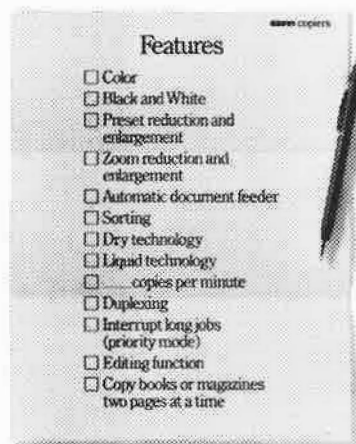 copiers
Features
Color
Black and White
Preset reduction and
enlargement
Zoom reduction and
enlargement
Automatic document feeder
Sorting
Dry technology
Liquid technology
____copies per minute
Duplexing
Interrupt long jobs
(priority mode)
Editing function
Copy books or magazines
two pages at a time